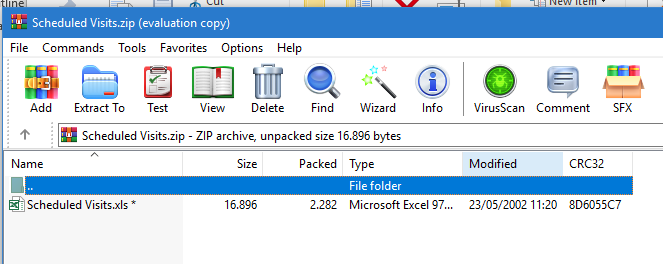 Cut
New Item
Scheduled Visits.zip (evaluation copy)
File Commands Tools Favorites Options Help
Add Extract To Test View Delete Find Wizard Info VirusScan Comment SFX
Scheduled Visits.zip - ZIP archive, unpacked size 16.896 bytes
Name Size Packed Type Modified CRC32
.. File folder
Scheduled Visits.xls * 16.896 2.282 Microsoft Excel 97... 23/05/2002 11:20 8D6055C7